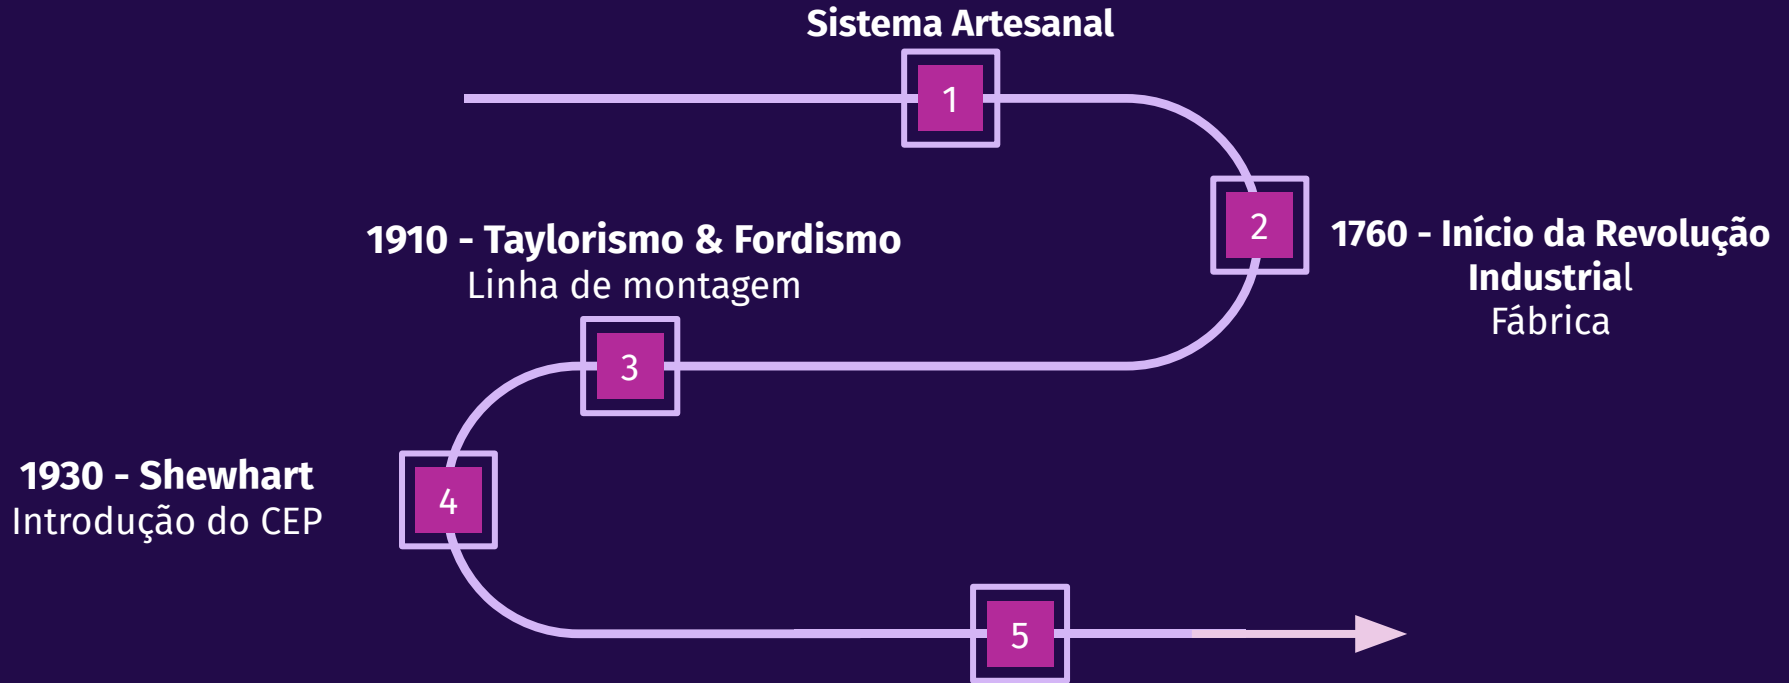 Sistema Artesanal
1
2
1760 - Início da Revolução
Industrial
Fábrica
1910 - Taylorismo & Fordismo
Linha de montagem
3
1930 - Shewhart
Introdução do CEP
4
5